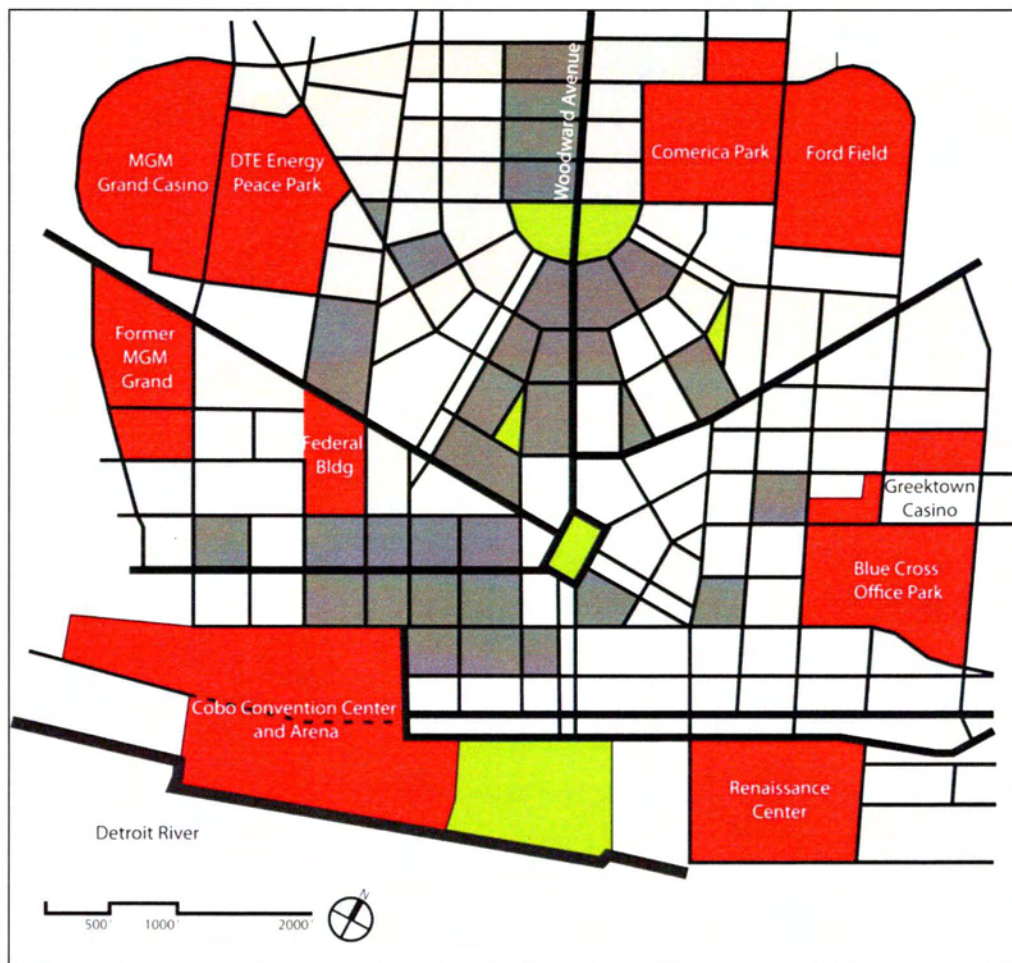 Woodward Avenue
MGM
Grand Casino
DTE Energy
Peace Park
Comerica Park
Ford Field
Former
MGM
Grand
Federal
Bldg
Greektown
Casino
Blue Cross
Office Park
Cobo Convention Center
and Arena
Renaissance
Center
Detroit River
N
500'
1000'
2000'